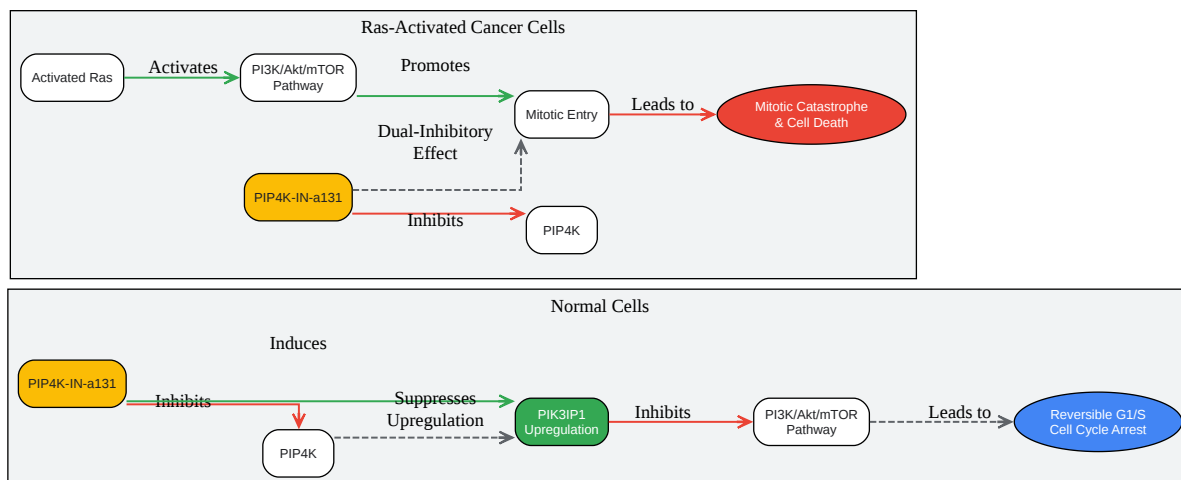 Ras-Activated Cancer Cells
Activated Ras
Activates
PI3K/Akt/mTOR
Pathway
Promotes
Mitotic Entry
Leads to
Mitotic Catastrophe
& Cell Death
Dual-Inhibitory
Effect
PIP4K-IN-a131
Inhibits
PIP4K
Normal Cells
Induces
PIP4K-IN-a131
Inhibits
PIP4K
Suppresses
Upregulation
PIK3IP1
Upregulation
Inhibits
PI3K/Akt/mTOR
Pathway
Leads to
Reversible G1/S
Cell Cycle Arrest